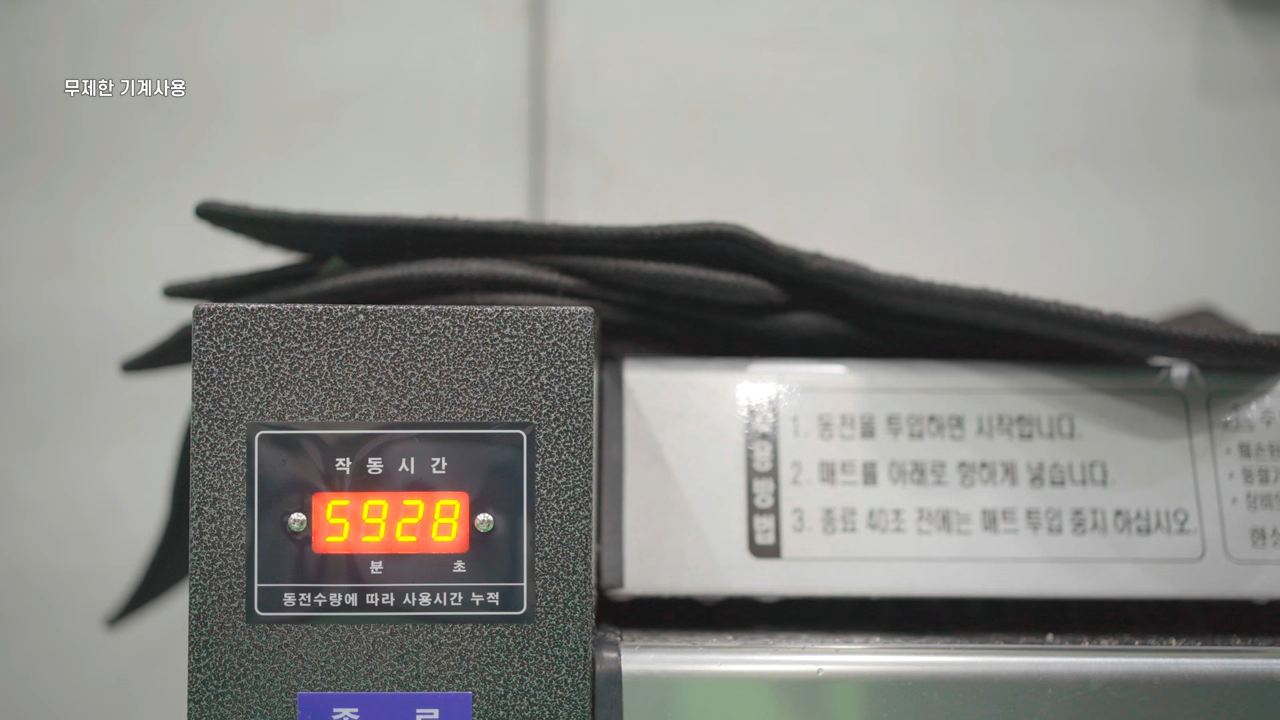 무제한 기계사용
작동시간
5928
분 초
동전수량에 따라 사용시간 누적
종 료
1. 동전을 투입하면 시작합니다.
2. 매트를 아래로 향하게 넣습니다.
3. 종료 40초 전에는 매트 투입 중지 하십시오.